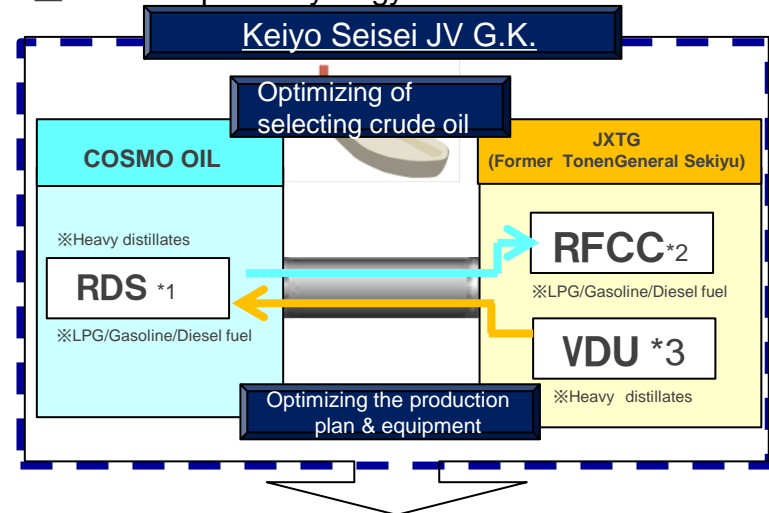 Keiyo Seisei JV G.K.
Optimizing of
selecting crude oil
COSMO OIL
JXTG
(Former TonenGeneral Sekiyu)
※Heavy distillates
RDS *1
※LPG/Gasoline/Diesel fuel
RFCC*2
※LPG/Gasoline/Diesel fuel
VDU *3
※Heavy distillates
Optimizing the production
plan & equipment